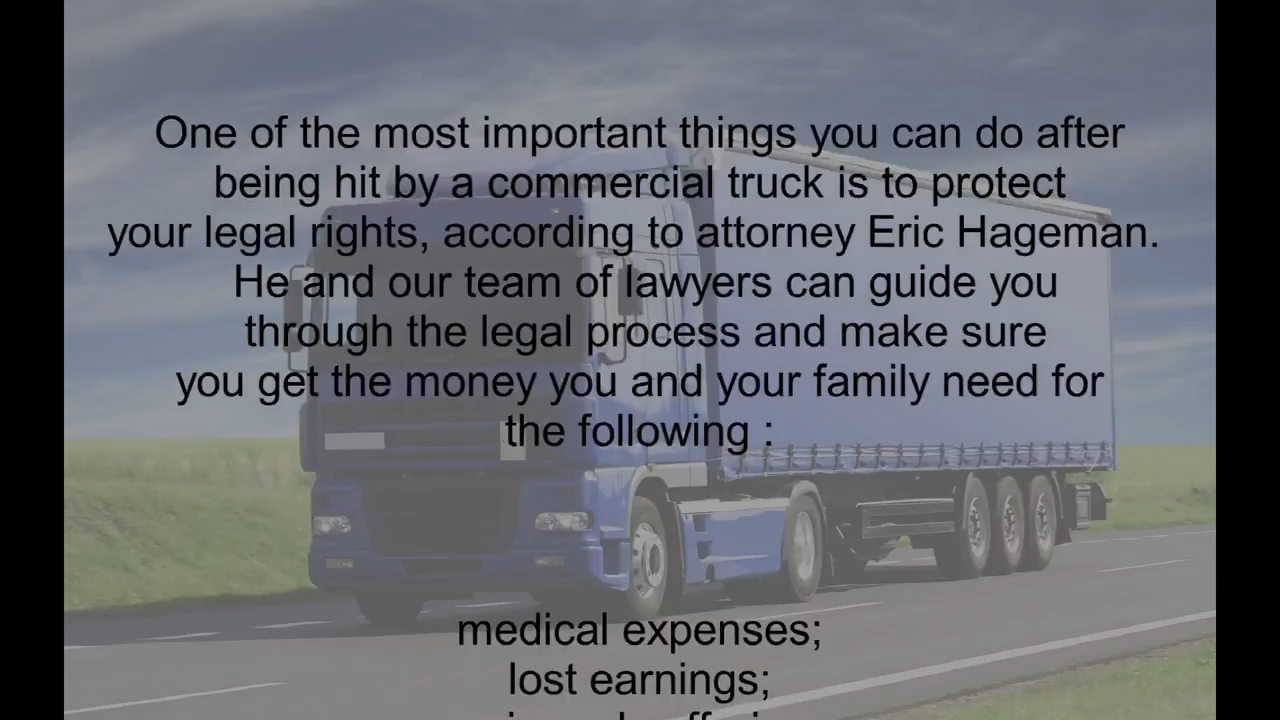 One of the most important things you can do after
being hit by a commercial truck is to protect
your legal rights, according to attorney Eric Hageman.
He and our team of lawyers can guide you
through the legal process and make sure
you get the money you and your family need for
the following :
medical expenses;
lost earnings;